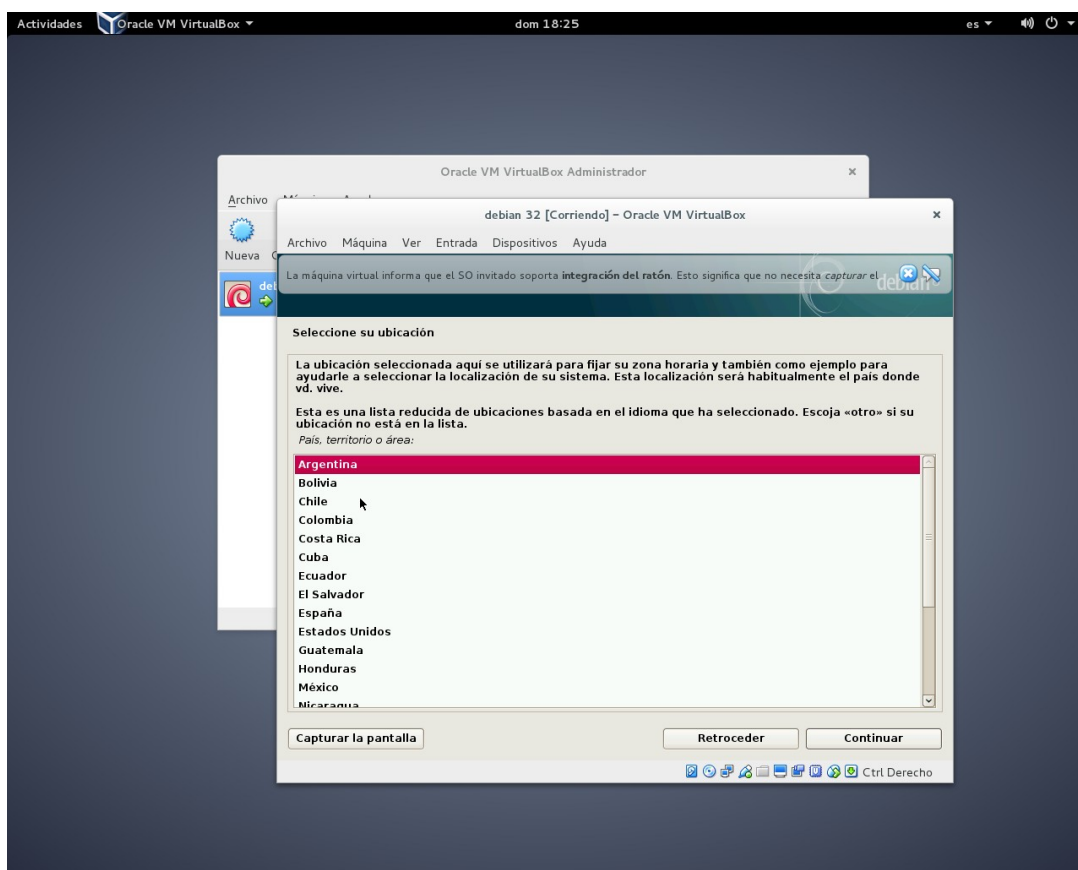 Actividades Oracle VM VirtualBox dom 18:25 es
Oracle VM VirtualBox Administrador
Archivo
debian 32 [Corriendo] - Oracle VM VirtualBox
Archivo Máquina Ver Entrada Dispositivos Ayuda
Nueva
La máquina virtual informa que el SO invitado soporta integración del ratón. Esto significa que no necesita capturar el
debian
deb
Seleccione su ubicación
La ubicación seleccionada aquí se utilizará para fijar su zona horaria y también como ejemplo para
ayudarle a seleccionar la localización de su sistema. Esta localización será habitualmente el país donde
vd. vive.
Esta es una lista reducida de ubicaciones basada en el idioma que ha seleccionado. Escoja «otro» si su
ubicación no está en la lista.
País, territorio o área:
Argentina
Bolivia
Chile
Colombia
Costa Rica
Cuba
Ecuador
El Salvador
España
Estados Unidos
Guatemala
Honduras
México
Nicaragua
Capturar la pantalla Retroceder Continuar
Ctrl Derecho